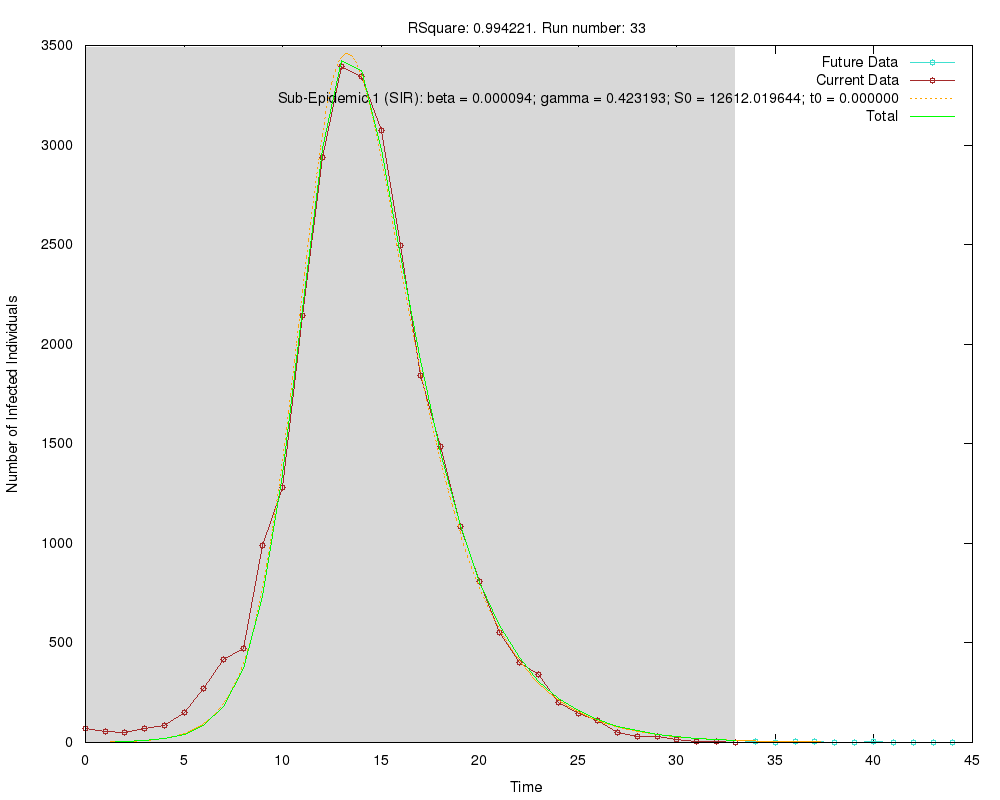 RSquare: 0.994221. Run number: 33
Future Data
Current Data
Sub-Epidemic 1 (SIR): beta = 0.000094; gamma = 0.423193; S0 = 12612.019644; t0 = 0.000000
Total
Number of Infected Individuals
3500
3000
2500
2000
1500
1000
500
0
0 5 10 15 20 25 30 35 40 45
Time